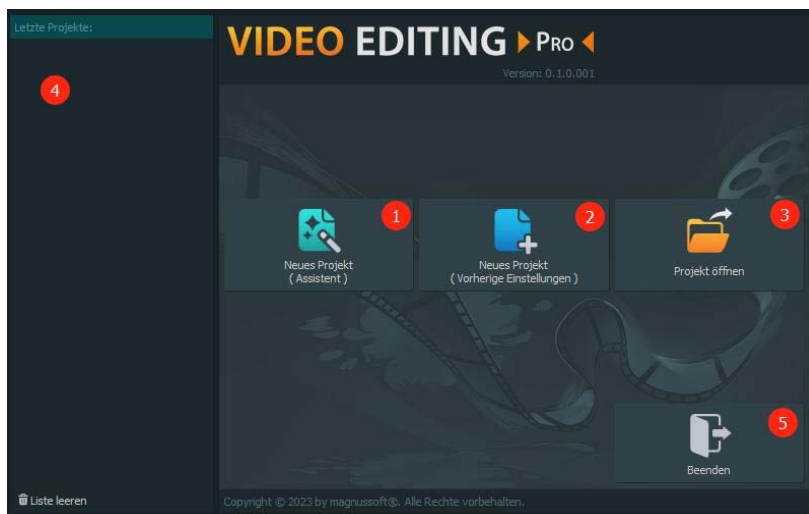 Letzte Projekte:
4
Liste leeren
VIDEO EDITING PRO
Version: 0.1.0.001
1
Neues Projekt
( Assistent )
2
Neues Projekt
( Vorherige Einstellungen )
3
Projekt öffnen
5
Beenden
Copyright © 2023 by magnussoft®. Alle Rechte vorbehalten.